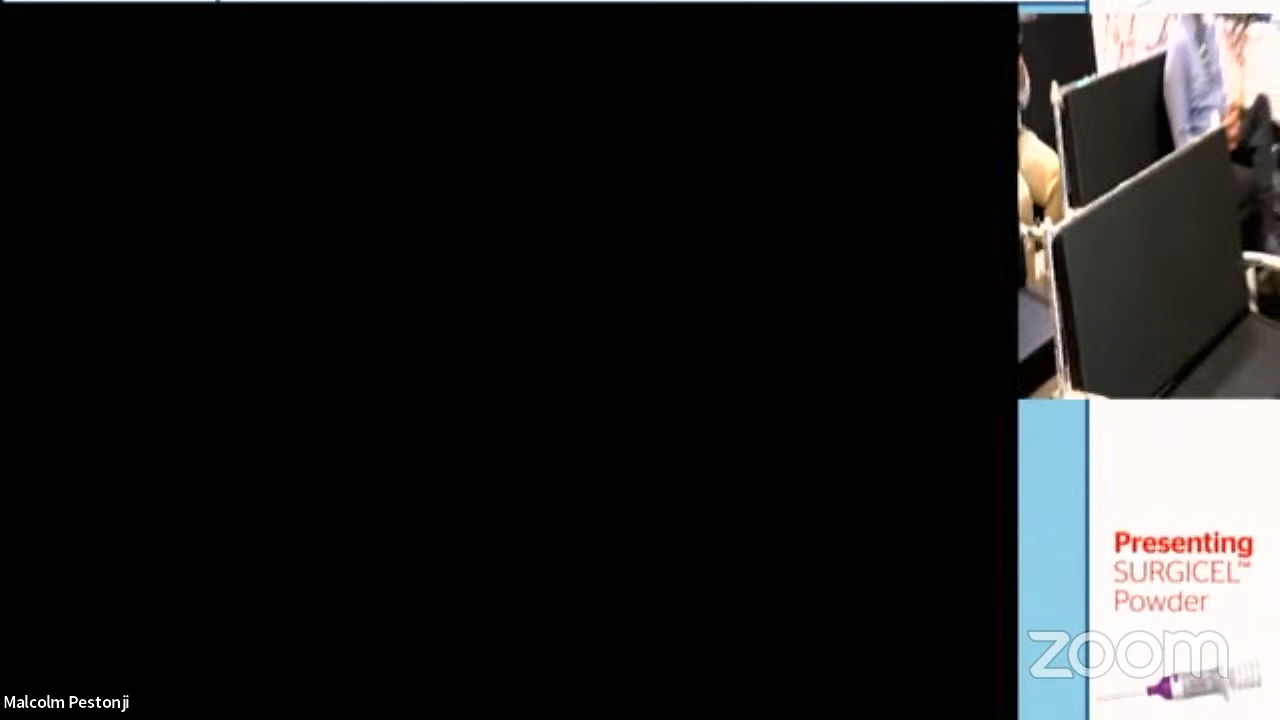 Presenting
SURGICEL™
Powder
zoom
Malcolm Pestonji